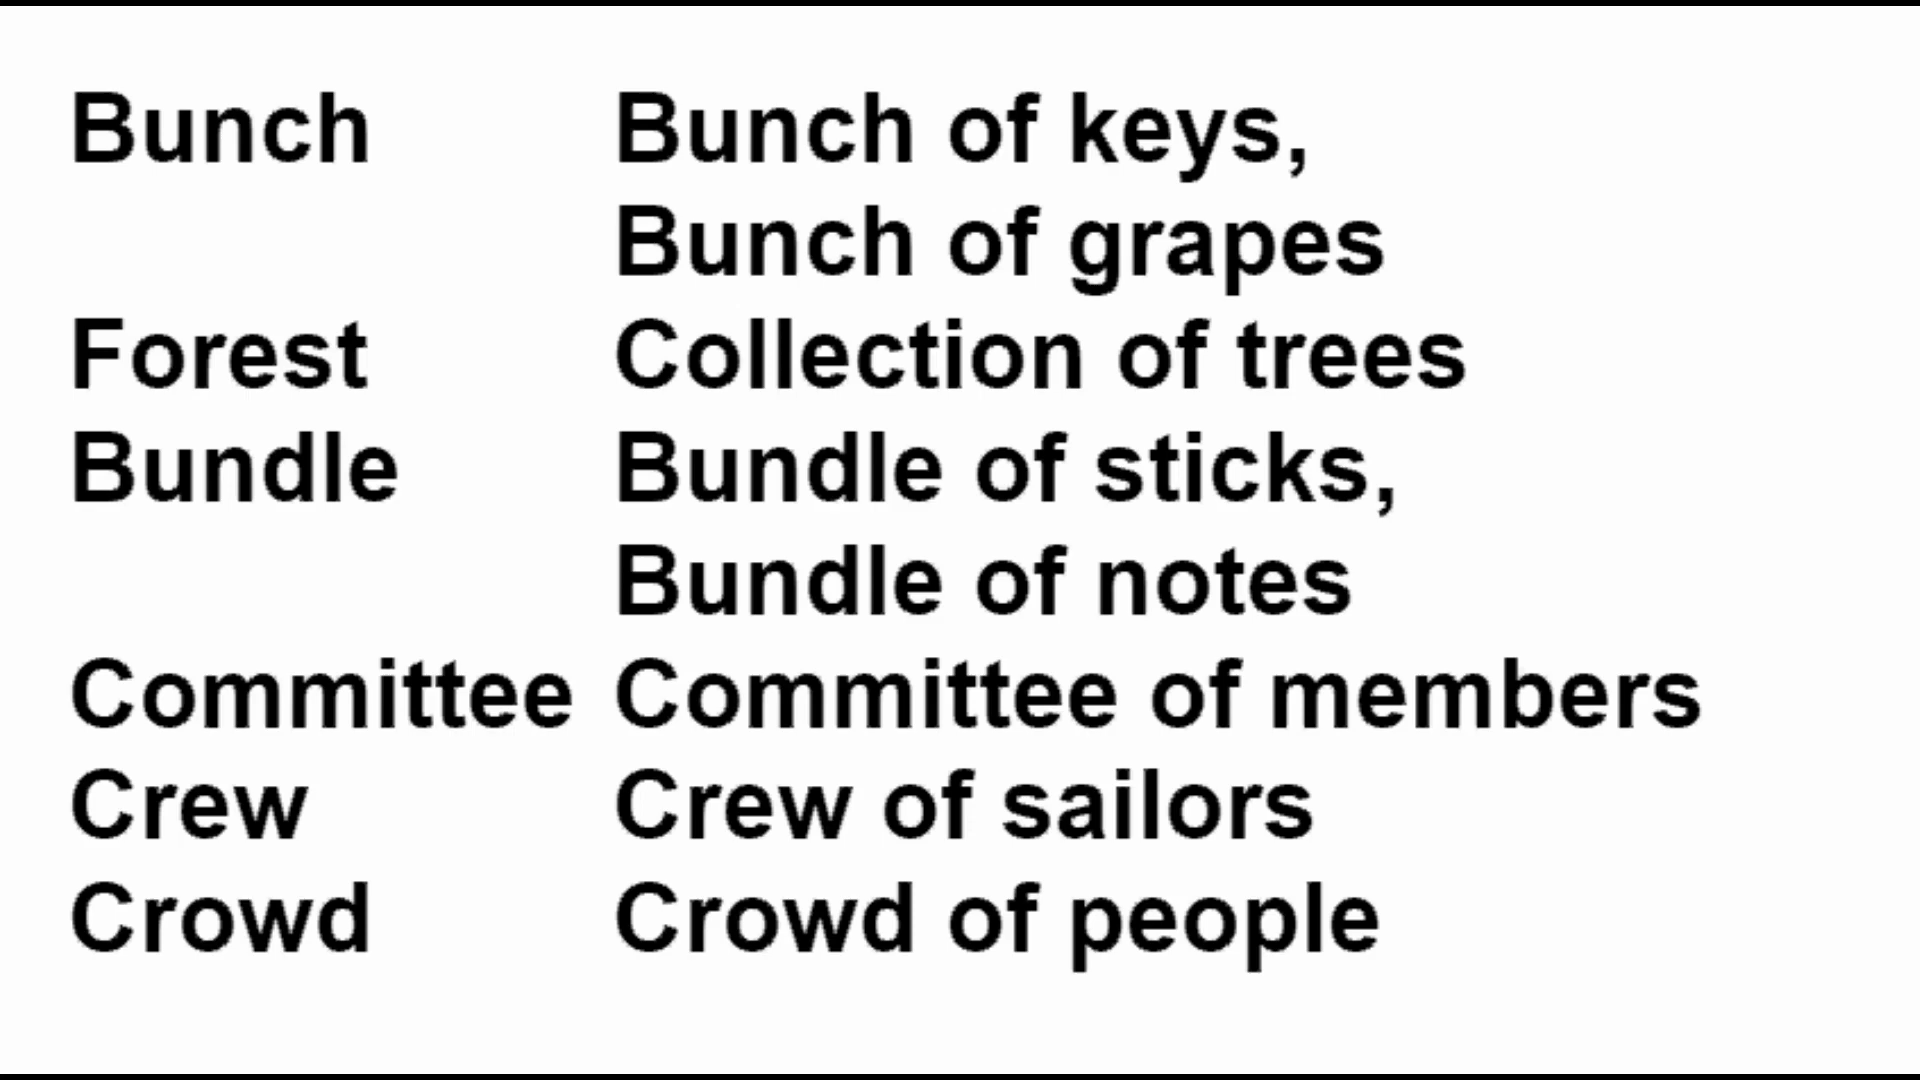 Bunch Bunch of keys,
Bunch of grapes
Forest Collection of trees
Bundle Bundle of sticks,
Bundle of notes
Committee Committee of members
Crew Crew of sailors
Crowd Crowd of people